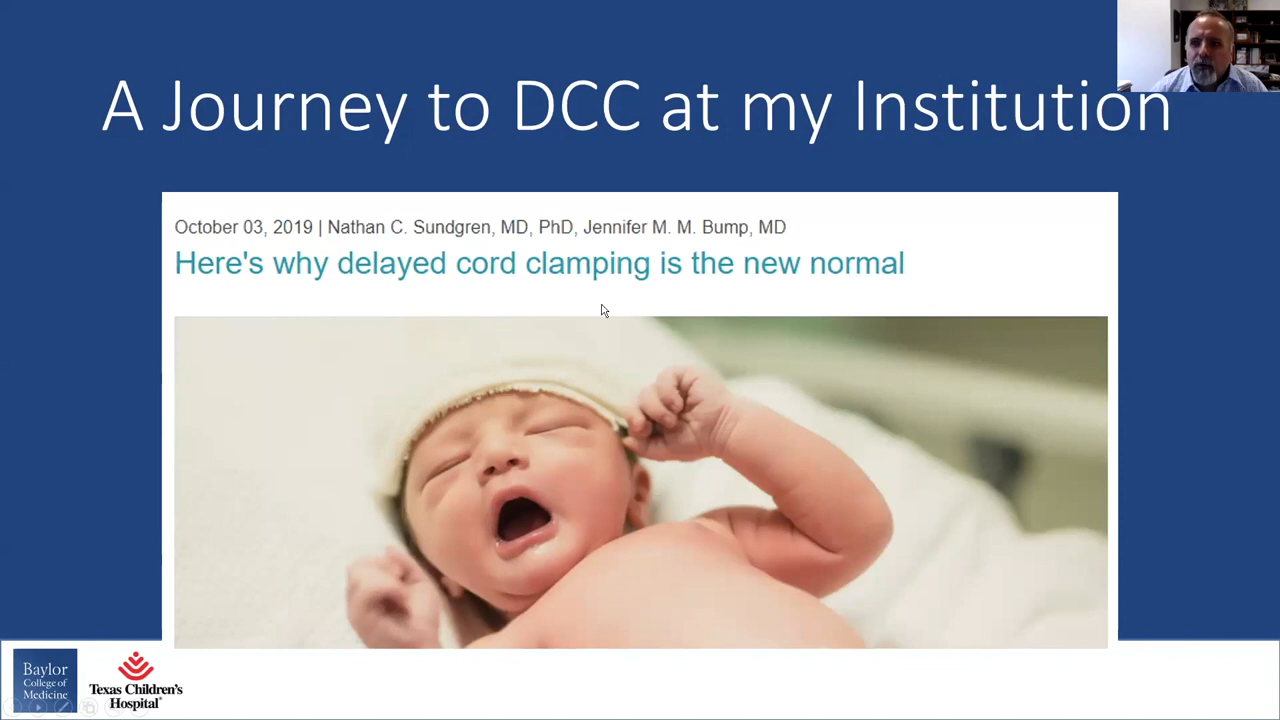 A Journey to DCC at my Institution
October 03, 2019 | Nathan C. Sundgren, MD, PhD, Jennifer M. M. Bump, MD
Here's why delayed cord clamping is the new normal
Baylor
College of
Medicine
Texas Children's
Hospital®